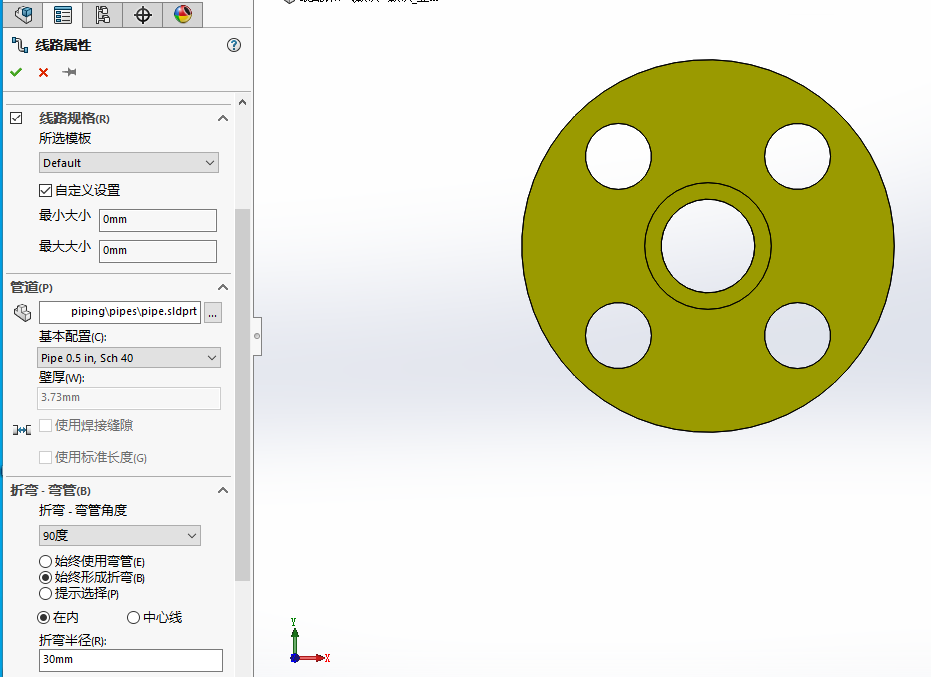 线路属性
线路规格(R)
所选模板
Default
自定义设置
最小大小 0mm
最大大小 0mm
管道(P)
piping\pipes\pipe.sldprt ...
基本配置(C):
Pipe 0.5 in, Sch 40
壁厚(W):
3.73mm
使用焊接缝隙
使用标准长度(G)
折弯 - 弯管(B)
折弯 - 弯管角度
90度
始终使用弯管(E)
始终形成折弯(B)
提示选择(P)
在内 中心线
折弯半径(R):
30mm
Y
X